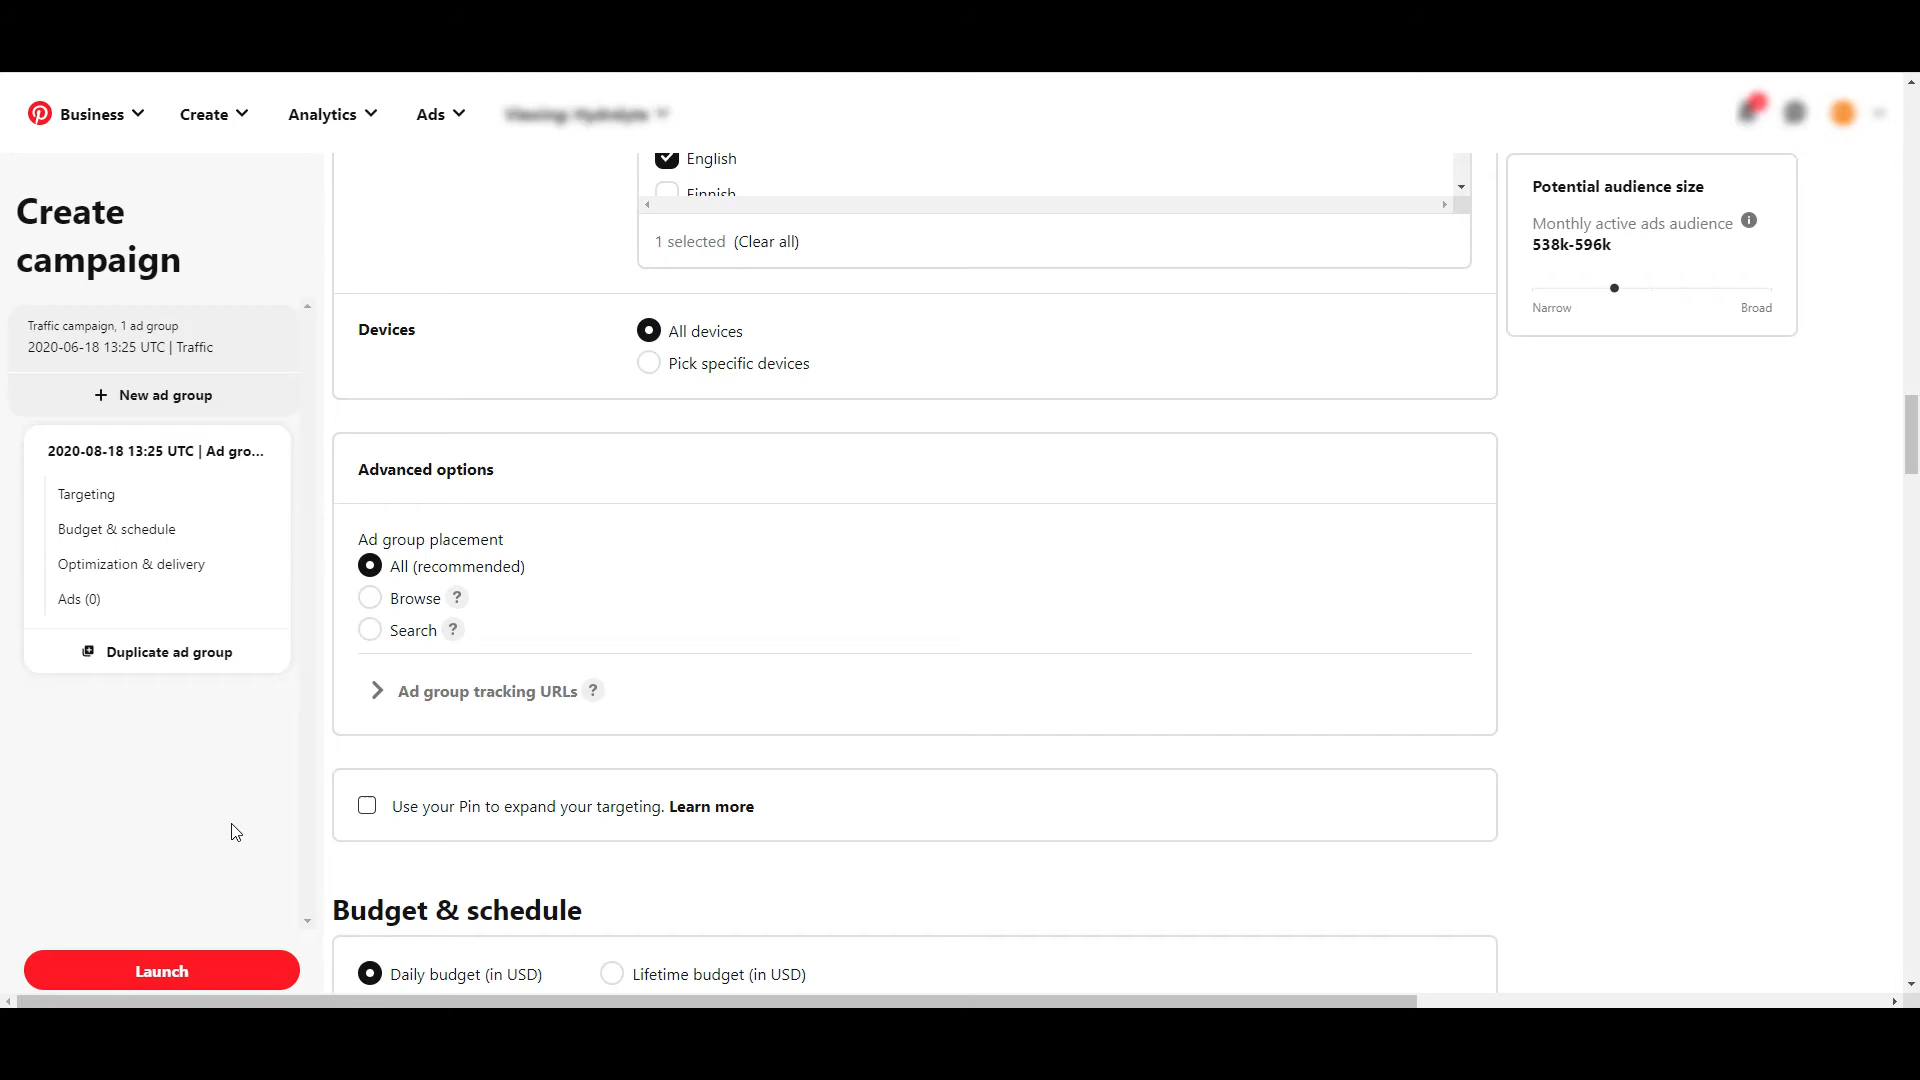 Business
Create
Analytics
Ads
Create
campaign
Traffic campaign, 1 ad group
2020-06-18 13:25 UTC | Traffic
New ad group
2020-08-18 13:25 UTC | Ad gro...
Targeting
Budget & schedule
Optimization & delivery
Ads (0)
Duplicate ad group
Launch
English
Finnish
1 selected (Clear all)
Devices
All devices
Pick specific devices
Advanced options
Ad group placement
All (recommended)
Browse ?
Search ?
Ad group tracking URLs ?
Use your Pin to expand your targeting. Learn more
Budget & schedule
Daily budget (in USD)
Lifetime budget (in USD)
Potential audience size
Monthly active ads audience
538k-596k
Narrow
Broad